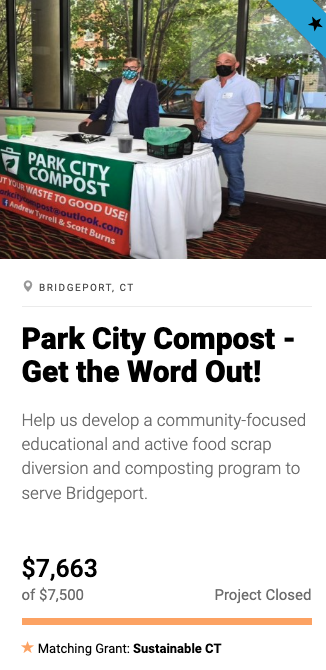 PARK CITY
COMPOST
PUT YOUR WASTE TO GOOD USE!
parkcitycompost@outlook.com
Andrew Tyrrell & Scott Burns
BRIDGEPORT, CT
Park City Compost -
Get the Word Out!
Help us develop a community-focused
educational and active food scrap
diversion and composting program to
serve Bridgeport.
$7,663
of $7,500 Project Closed
Matching Grant: Sustainable CT